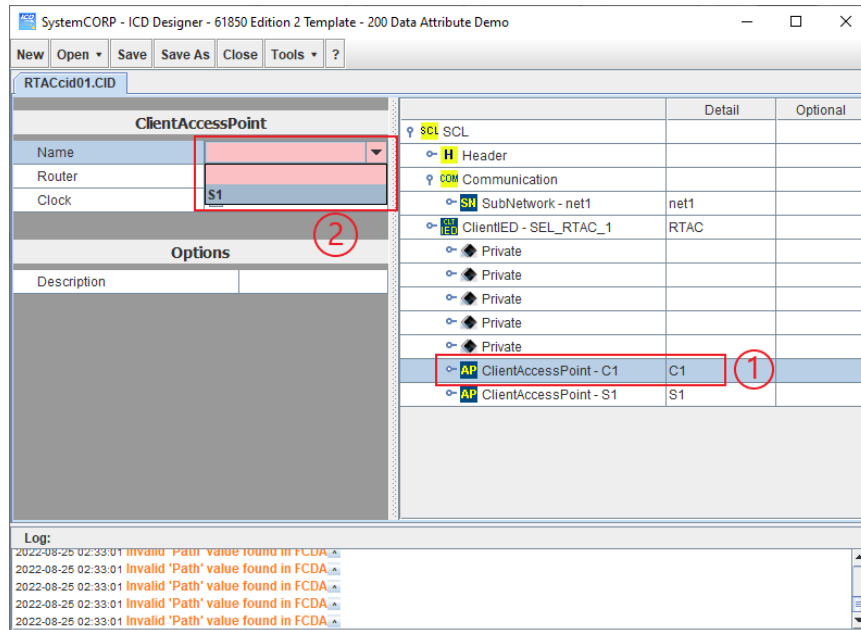 SystemCORP - ICD Designer - 61850 Edition 2 Template - 200 Data Attribute Demo
New Open Save Save As Close Tools ?
RTACcid01.CID
ClientAccessPoint
Name
Router
S1
Clock
2
Options
Description
Detail Optional
SCL SCL
H Header
COM Communication
SN SubNetwork - net1 net1
CLT IED ClientIED - SEL_RTAC_1 RTAC
Private
Private
Private
Private
Private
AP ClientAccessPoint - C1 C1 1
AP ClientAccessPoint - S1 S1
Log:
2022-08-25 02:33:01 Invalid 'Path' value found in FCDA
2022-08-25 02:33:01 Invalid 'Path' value found in FCDA
2022-08-25 02:33:01 Invalid 'Path' value found in FCDA
2022-08-25 02:33:01 Invalid 'Path' value found in FCDA
2022-08-25 02:33:01 Invalid 'Path' value found in FCDA